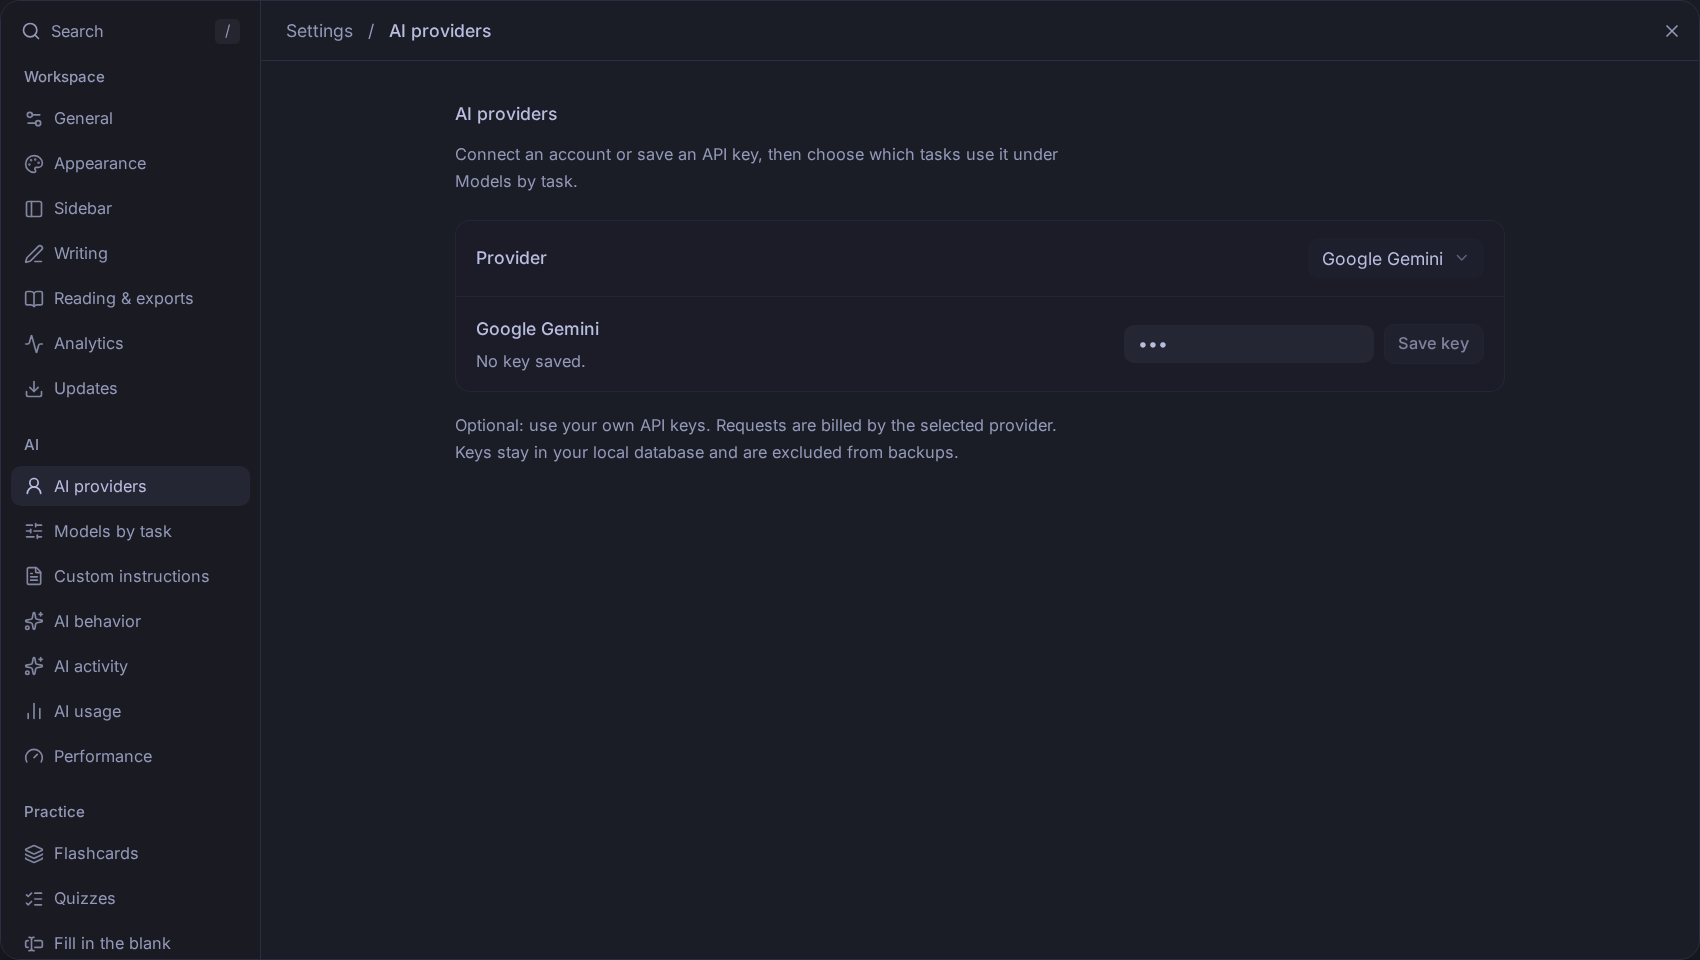 Search
/
Workspace
General
Appearance
Sidebar
Writing
Reading & exports
Analytics
Updates
AI
AI providers
Models by task
Custom instructions
AI behavior
AI activity
AI usage
Performance
Practice
Flashcards
Quizzes
Fill in the blank
Settings / AI providers
AI providers
Connect an account or save an API key, then choose which tasks use it under
Models by task.
Provider
Google Gemini
Google Gemini
No key saved.
•••
Save key
Optional: use your own API keys. Requests are billed by the selected provider.
Keys stay in your local database and are excluded from backups.